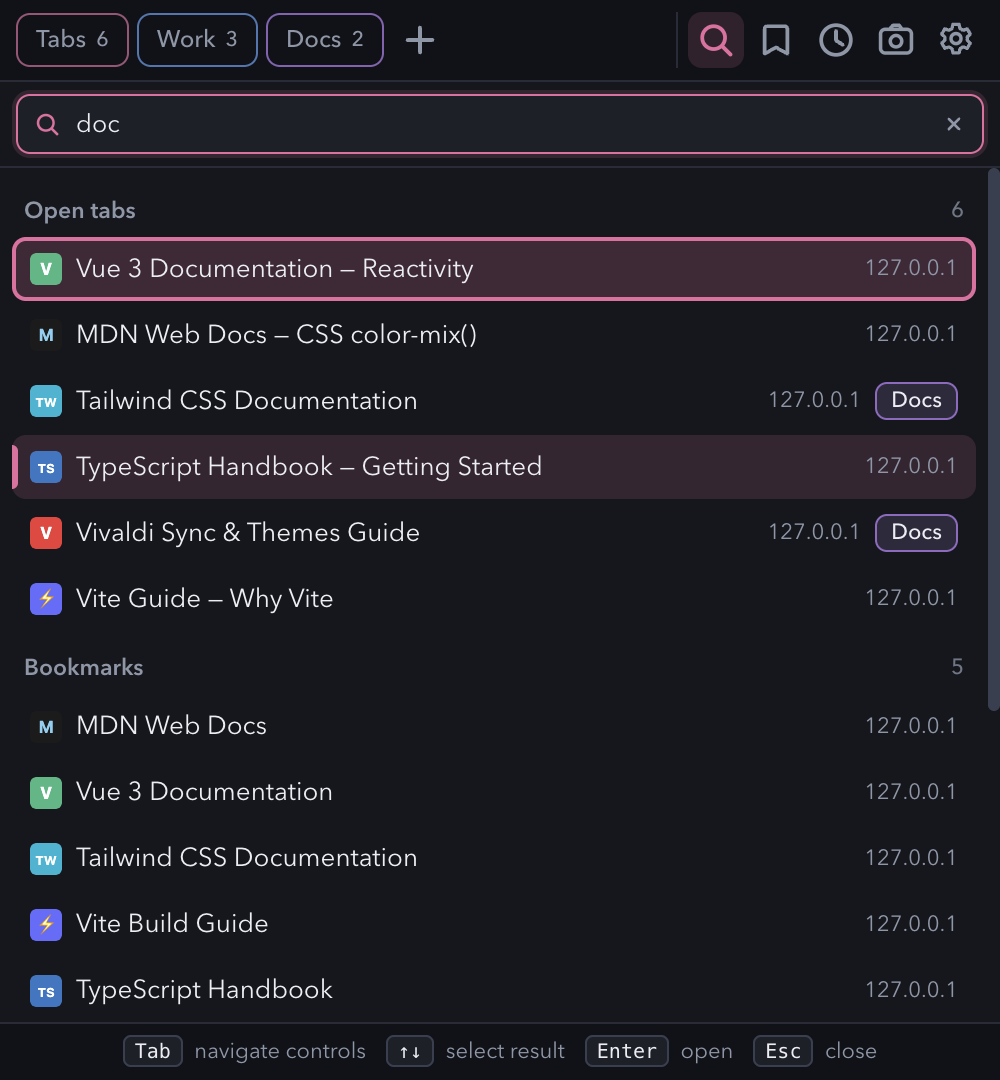 Tabs 6 Work 3 Docs 2
doc
Open tabs 6
V Vue 3 Documentation – Reactivity 127.0.0.1
M MDN Web Docs – CSS color-mix() 127.0.0.1
TW Tailwind CSS Documentation 127.0.0.1 Docs
TS TypeScript Handbook – Getting Started 127.0.0.1
V Vivaldi Sync & Themes Guide 127.0.0.1 Docs
Vite Guide – Why Vite 127.0.0.1
Bookmarks 5
M MDN Web Docs 127.0.0.1
V Vue 3 Documentation 127.0.0.1
TW Tailwind CSS Documentation 127.0.0.1
Vite Build Guide 127.0.0.1
TS TypeScript Handbook 127.0.0.1
Tab navigate controls ↑↓ select result Enter open Esc close